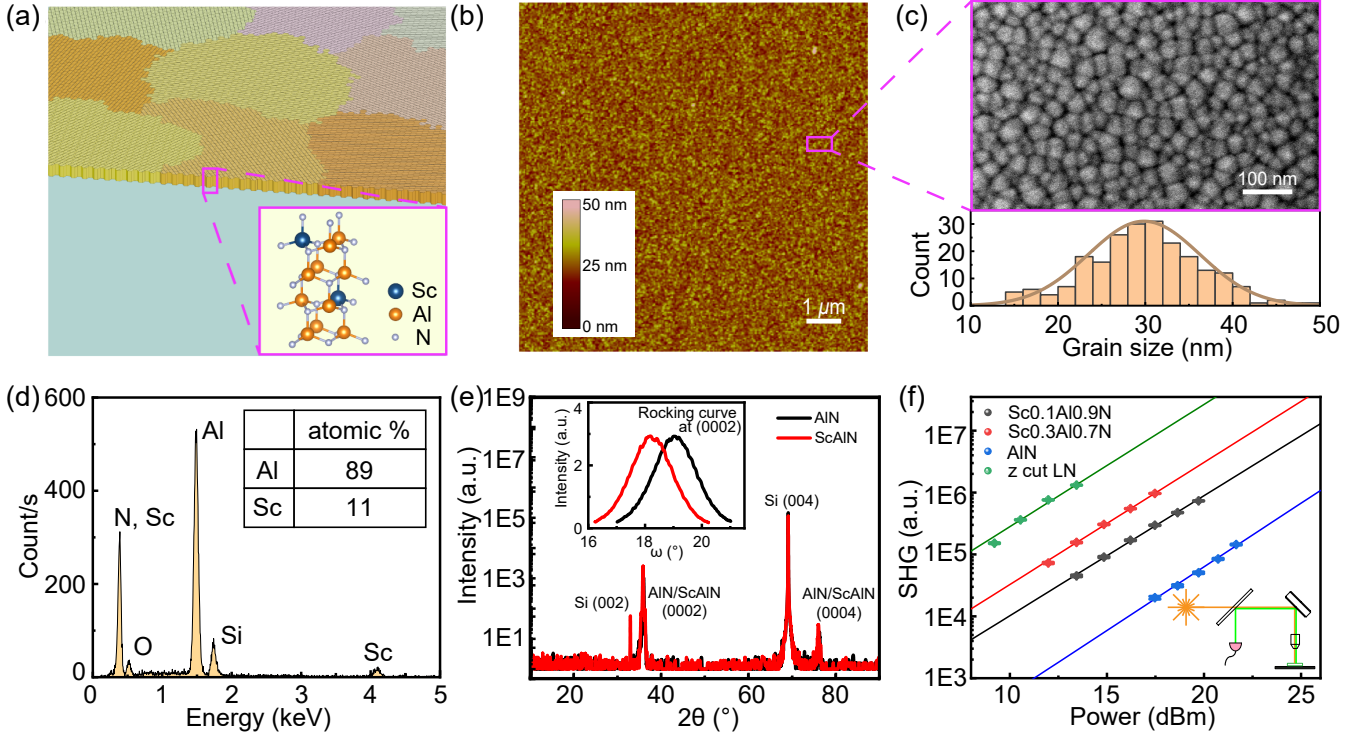 (a)
Sc
Al
N
(b)
50 nm
25 nm
0 nm
1 µm
(c)
100 nm
Count
30
20
10
0
10 20 30 40 50
Grain size (nm)
(d)
Count/s
600
400
200
0
N, Sc
O
Al
Si
Sc
atomic %
Al 89
Sc 11
0 1 2 3 4 5
Energy (keV)
(e)
Intensity (a.u.)
1E9
1E7
1E5
1E3
1E1
Rocking curve
at (0002)
Intensity (a.u.)
4
2
0
16 18 20
ω (°)
AlN
ScAlN
Si (004)
Si (002)
AlN/ScAlN
(0002)
AlN/ScAlN
(0004)
20 40 60 80
2θ (°)
(f)
SHG (a.u.)
1E7
1E6
1E5
1E4
1E3
Sc0.1Al0.9N
Sc0.3Al0.7N
AlN
z cut LN
10 15 20 25
Power (dBm)